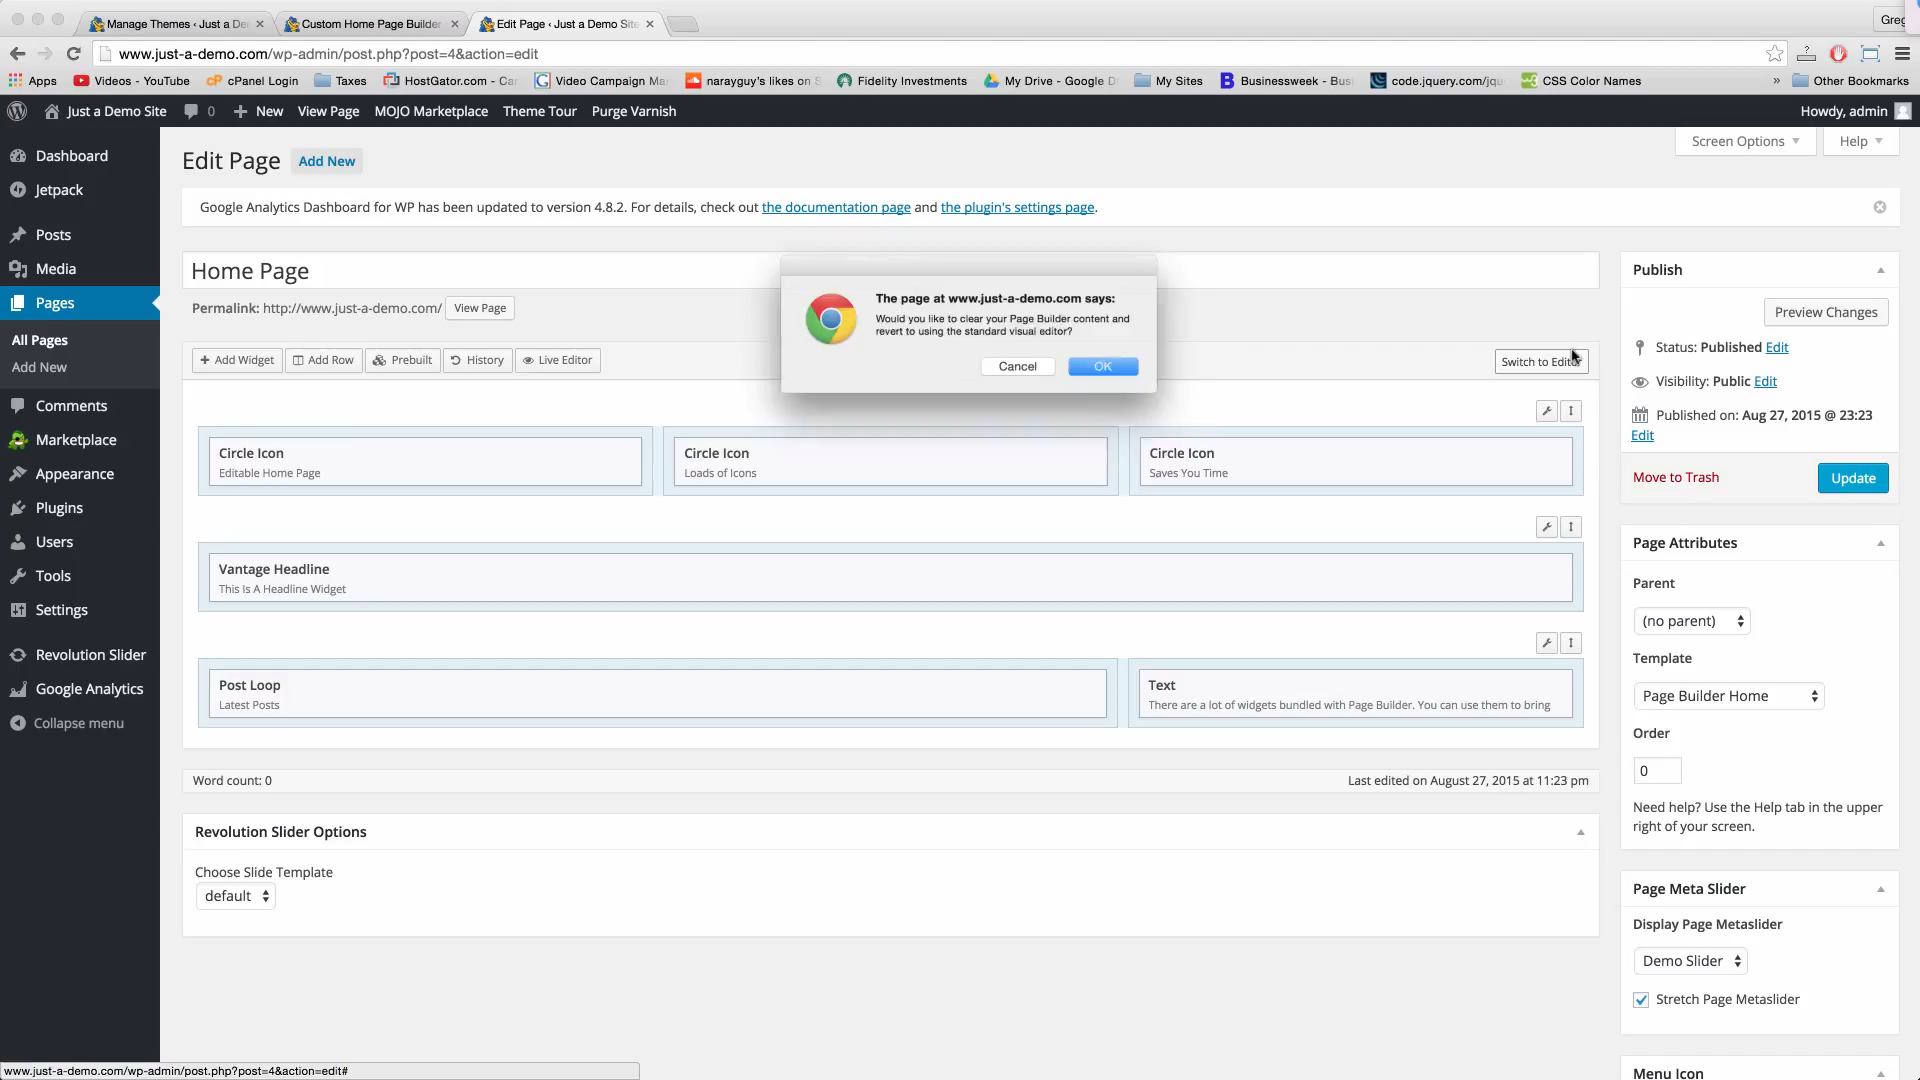 Manage Themes ‹ Just a De
Custom Home Page Builder
Edit Page ‹ Just a Demo Site
Greg
www.just-a-demo.com/wp-admin/post.php?post=4&action=edit
Apps
Videos - YouTube
cPanel Login
Taxes
HostGator.com - Ca
Video Campaign Ma
narayguy's likes on S
Fidelity Investments
My Drive - Google D
My Sites
Businessweek - Bus
code.jquery.com/jq
CSS Color Names
»
Other Bookmarks
Just a Demo Site
0
New
View Page
MOJO Marketplace
Theme Tour
Purge Varnish
Howdy, admin
Dashboard
Jetpack
Posts
Media
Pages
All Pages
Add New
Comments
Marketplace
Appearance
Plugins
Users
Tools
Settings
Revolution Slider
Google Analytics
Collapse menu
Edit Page
Add New
Screen Options
Help
Google Analytics Dashboard for WP has been updated to version 4.8.2. For details, check out the documentation page and the plugin's settings page.
Home Page
Permalink: http://www.just-a-demo.com/
View Page
The page at www.just-a-demo.com says:
Would you like to clear your Page Builder content and
revert to using the standard visual editor?
Cancel
OK
Add Widget
Add Row
Prebuilt
History
Live Editor
Switch to Editor
Circle Icon
Editable Home Page
Circle Icon
Loads of Icons
Circle Icon
Saves You Time
Vantage Headline
This Is A Headline Widget
Post Loop
Latest Posts
Text
There are a lot of widgets bundled with Page Builder. You can use them to bring
Word count: 0
Last edited on August 27, 2015 at 11:23 pm
Revolution Slider Options
Choose Slide Template
default
Publish
Preview Changes
Status: Published Edit
Visibility: Public Edit
Published on: Aug 27, 2015 @ 23:23
Edit
Move to Trash
Update
Page Attributes
Parent
(no parent)
Template
Page Builder Home
Order
0
Need help? Use the Help tab in the upper
right of your screen.
Page Meta Slider
Display Page Metaslider
Demo Slider
Stretch Page Metaslider
Menu Icon
www.just-a-demo.com/wp-admin/post.php?post=4&action=edit#